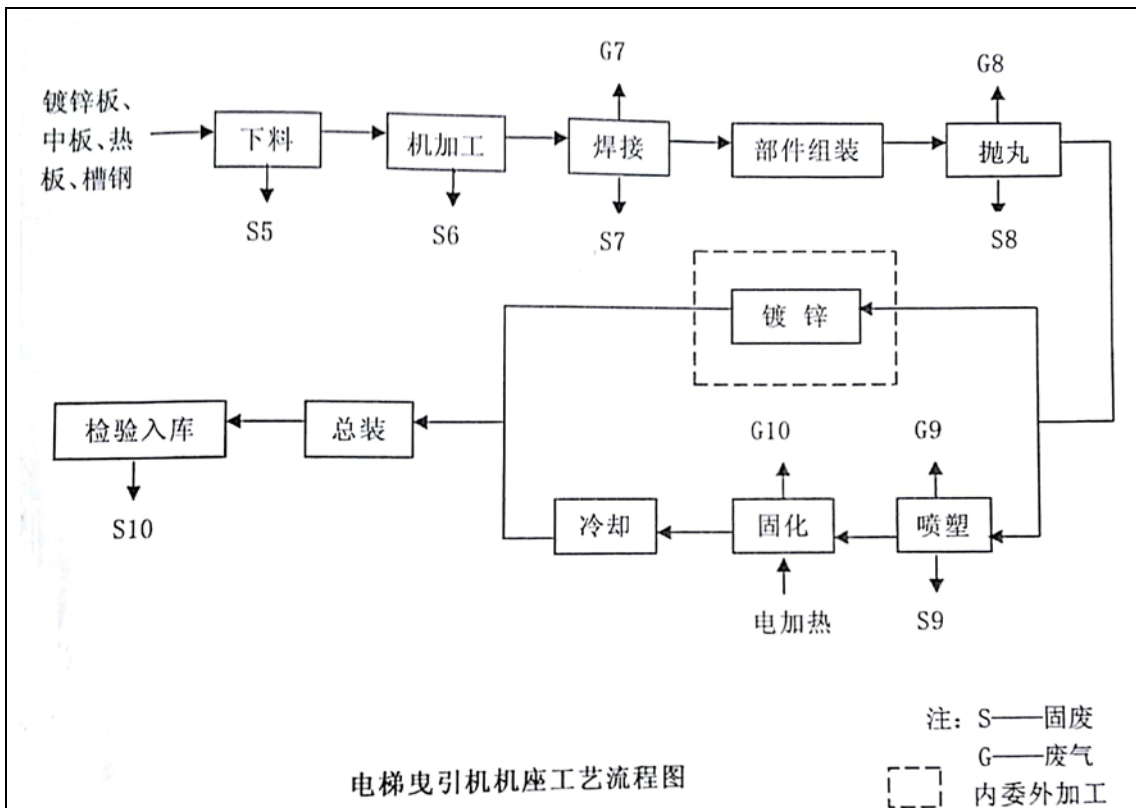 G7
G8
镀锌板、
中板、热
板、槽钢
下料
机加工
焊接
部件组装
抛丸
S5
S6
S7
S8
镀 锌
检验入库
总装
G10
G9
冷却
固化
喷塑
S10
电加热
S9
注：S——固废
G——废气
内委外加工
电梯曳引机机座工艺流程图